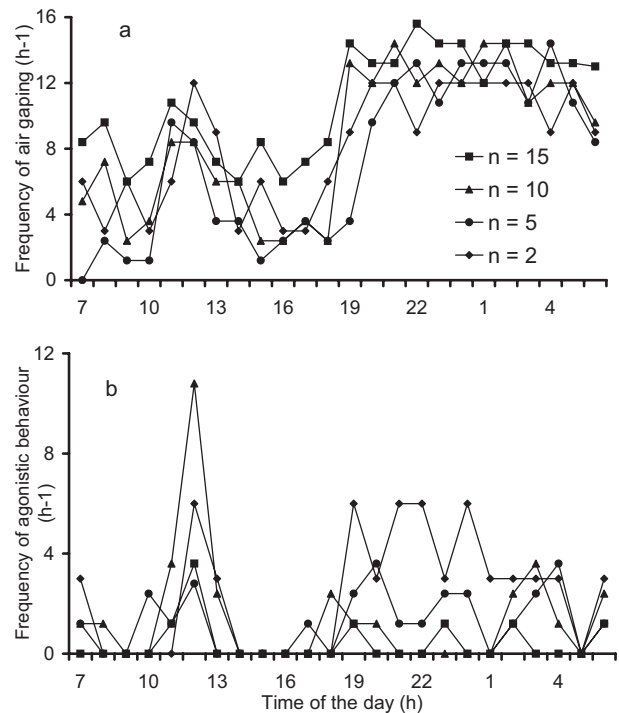 a
Frequency of air gaping (h-1)
16
12
8
4
0
n = 15
n = 10
n = 5
n = 2
7 10 13 16 19 22 1 4
b
Frequency of agonistic behaviour
(h-1)
12
8
4
0
7 10 13 16 19 22 1 4
Time of the day (h)